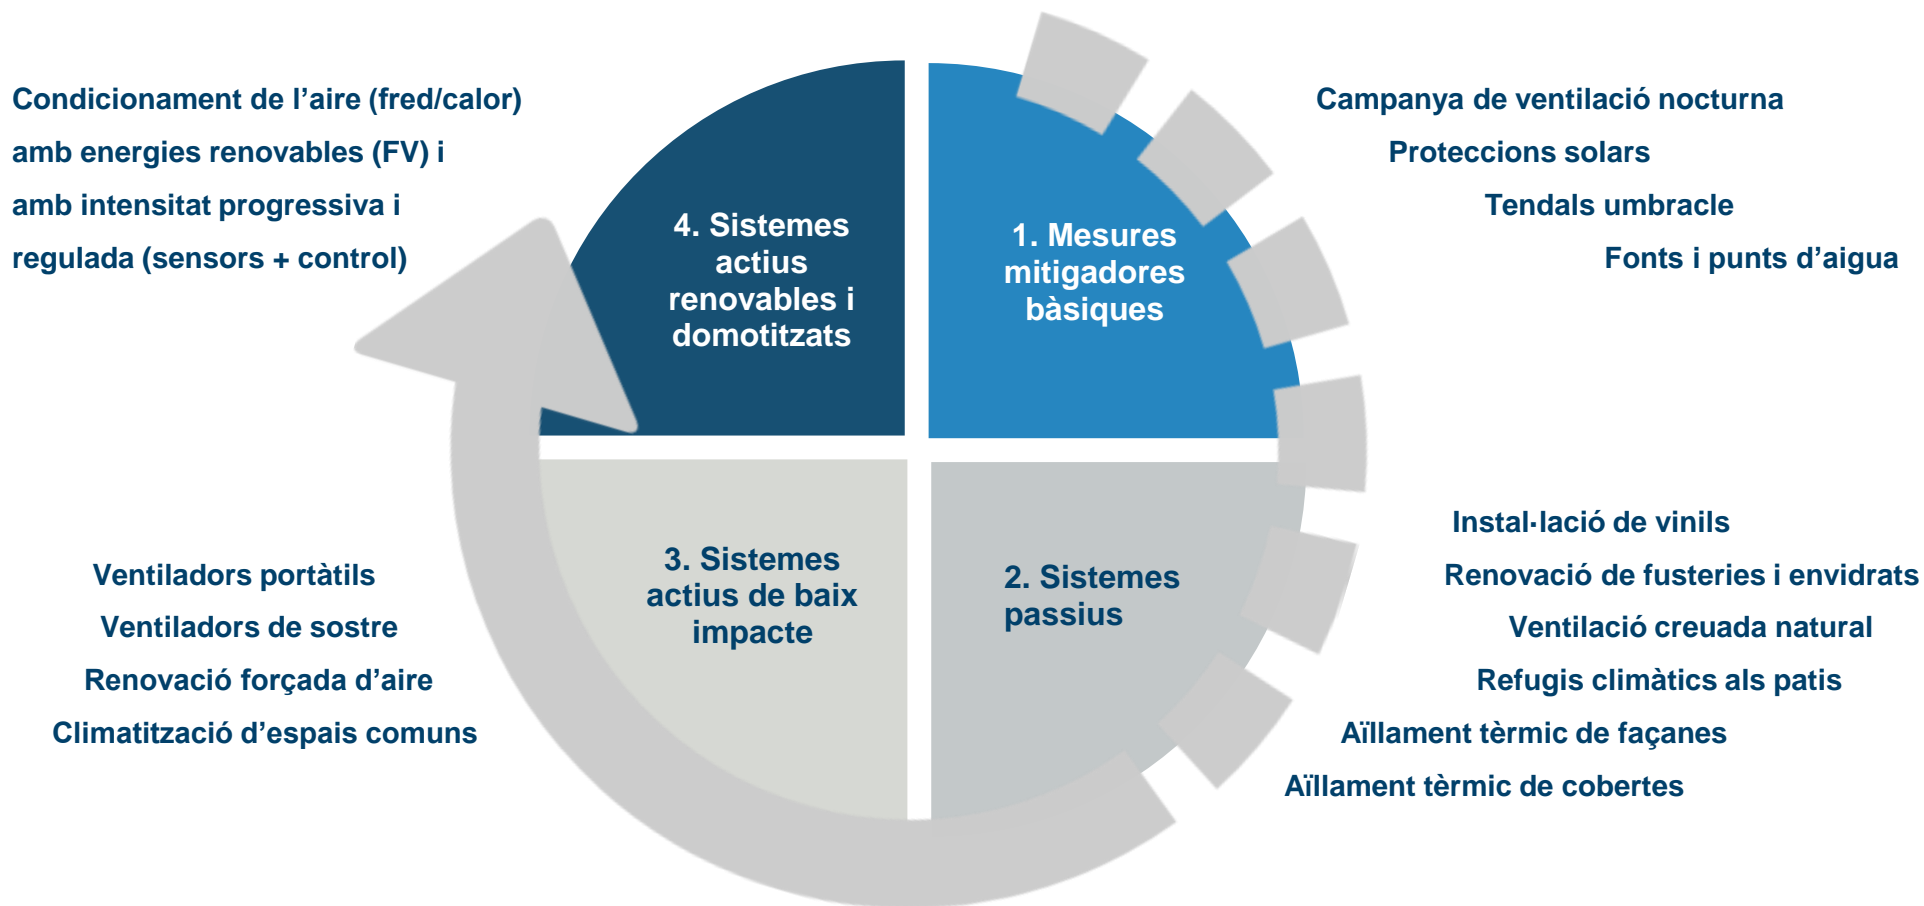 Condicionament de l’aire (fred/calor)
amb energies renovables (FV) i
amb intensitat progressiva i
regulada (sensors + control)
4. Sistemes
actius
renovables i
domotitzats
1. Mesures
mitigadores
bàsiques
Campanya de ventilació nocturna
Proteccions solars
Tendals umbracle
Fonts i punts d’aigua
Ventiladors portàtils
Ventiladors de sostre
Renovació forçada d’aire
Climatització d’espais comuns
3. Sistemes
actius de baix
impacte
2. Sistemes
passius
Instal·lació de vinils
Renovació de fusteries i envidrats
Ventilació creuada natural
Refugis climàtics als patis
Aïllament tèrmic de façanes
Aïllament tèrmic de cobertes